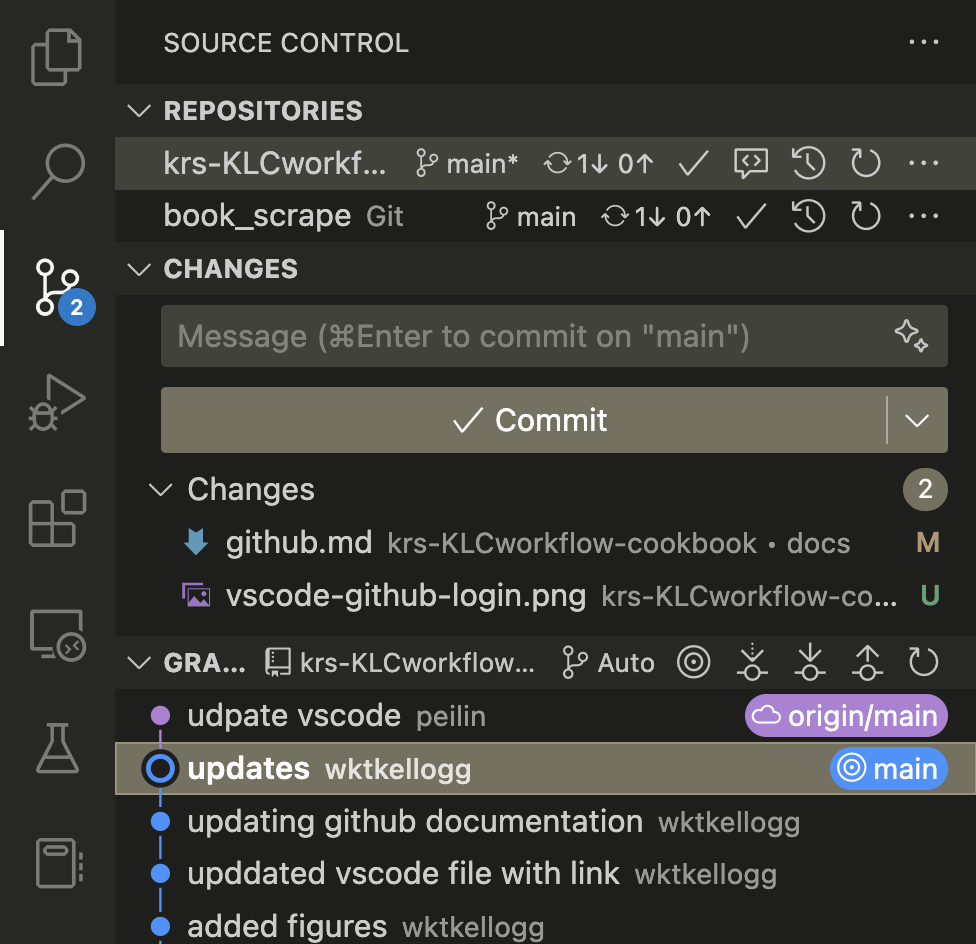 SOURCE CONTROL ...
REPOSITORIES
krs-KLCworkf... main* 1↓ 0↑ ...
book_scrape Git main 1↓ 0↑ ...
CHANGES
2
Message (⌘Enter to commit on "main")
Commit
Changes 2
github.md krs-KLCworkflow-cookbook • docs M
vscode-github-login.png krs-KLCworkflow-co... U
GRA... krs-KLCworkflow... Auto
udpate vscode peilin origin/main
updates wktkellogg main
updating github documentation wktkellogg
upddated vscode file with link wktkellogg
added figures wktkellogg